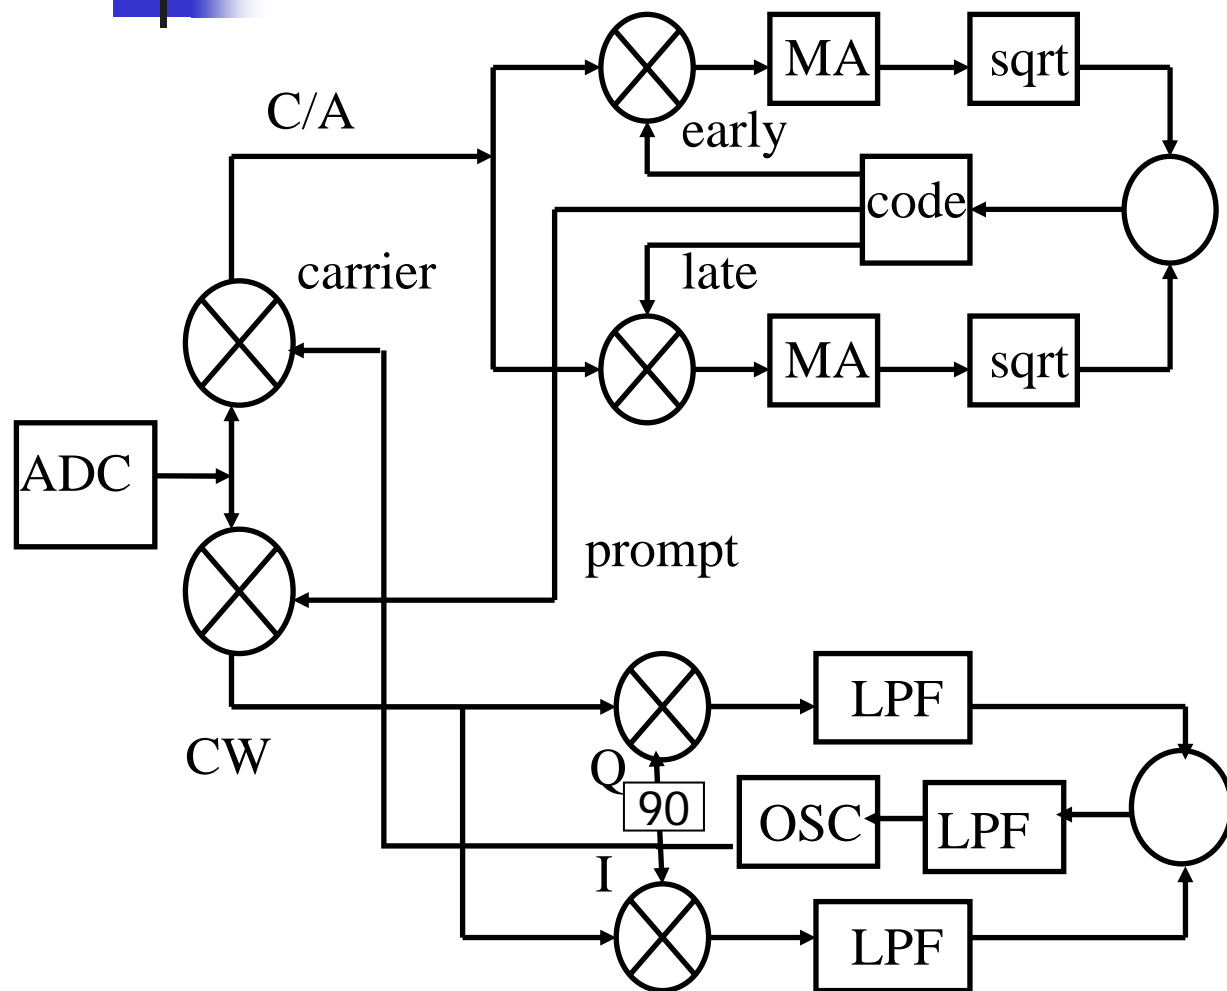 MA
sqrt
C/A
early
code
carrier
late
MA
sqrt
ADC
prompt
LPF
CW
Q
90
OSC
LPF
I
LPF